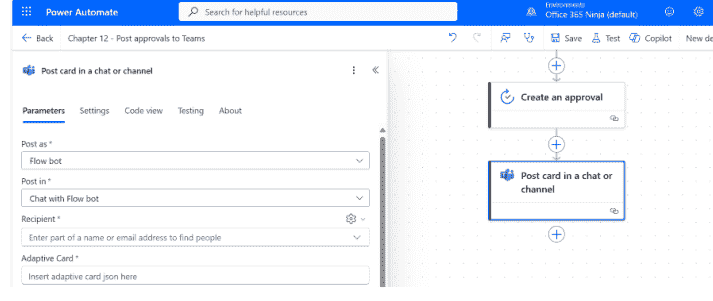 Power Automate
Search for helpful resources
Environments
Office 365 Ninja (default)
Back
Chapter 12 - Post approvals to Teams
Save
Test
Copilot
New de
Post card in a chat or channel
Parameters
Settings
Code view
Testing
About
Post as *
Flow bot
Post in *
Chat with Flow bot
Recipient *
Enter part of a name or email address to find people
Adaptive Card *
Insert adaptive card json here
Create an approval
Post card in a chat or
channel